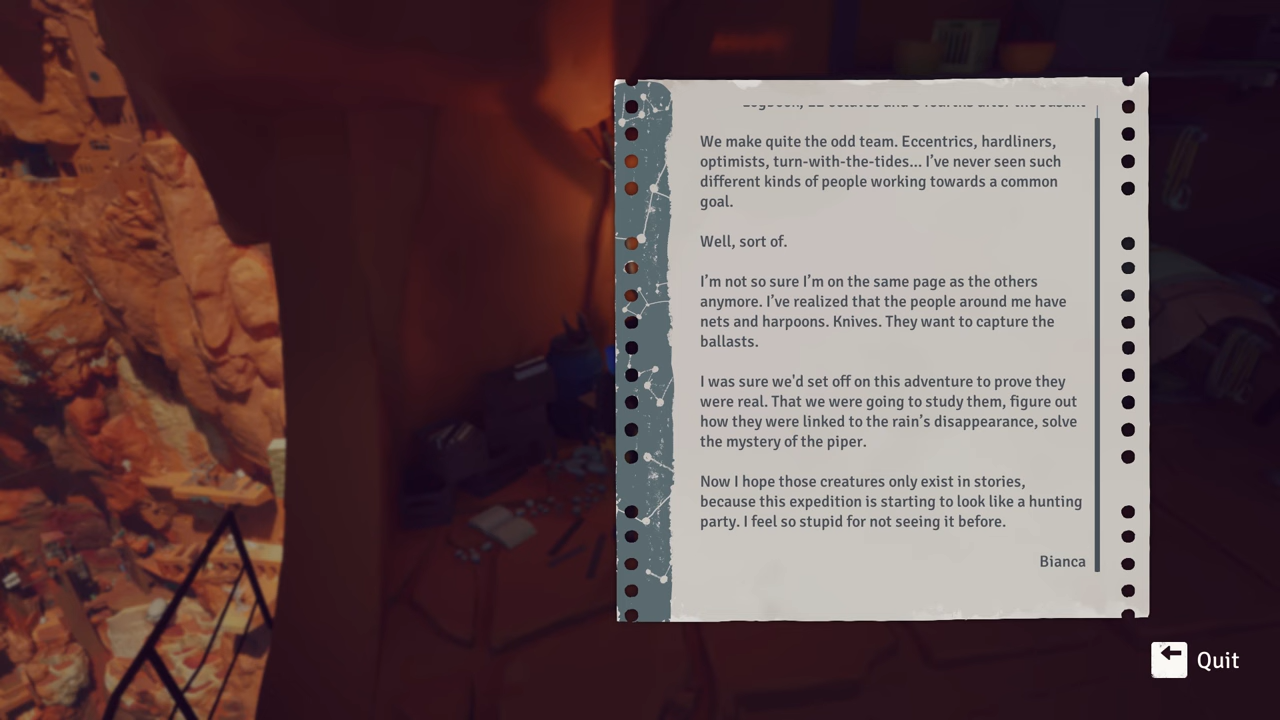 We make quite the odd team. Eccentrics, hardliners,
optimists, turn-with-the-tides... I’ve never seen such
different kinds of people working towards a common
goal.
Well, sort of.
I’m not so sure I’m on the same page as the others
anymore. I’ve realized that the people around me have
nets and harpoons. Knives. They want to capture the
ballasts.
I was sure we'd set off on this adventure to prove they
were real. That we were going to study them, figure out
how they were linked to the rain’s disappearance, solve
the mystery of the piper.
Now I hope those creatures only exist in stories,
because this expedition is starting to look like a hunting
party. I feel so stupid for not seeing it before.
Bianca
Quit